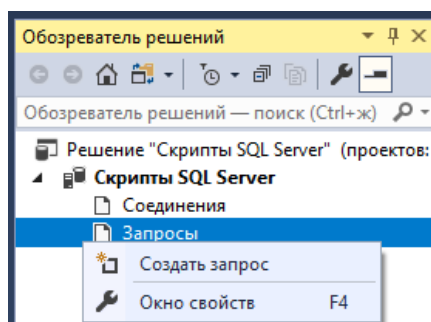 Обозреватель решений
Обозреватель решений — поиск (Ctrl+ж)
Решение "Скрипты SQL Server" (проектов:
Скрипты SQL Server
Соединения
Запросы
Создать запрос
Окно свойств F4